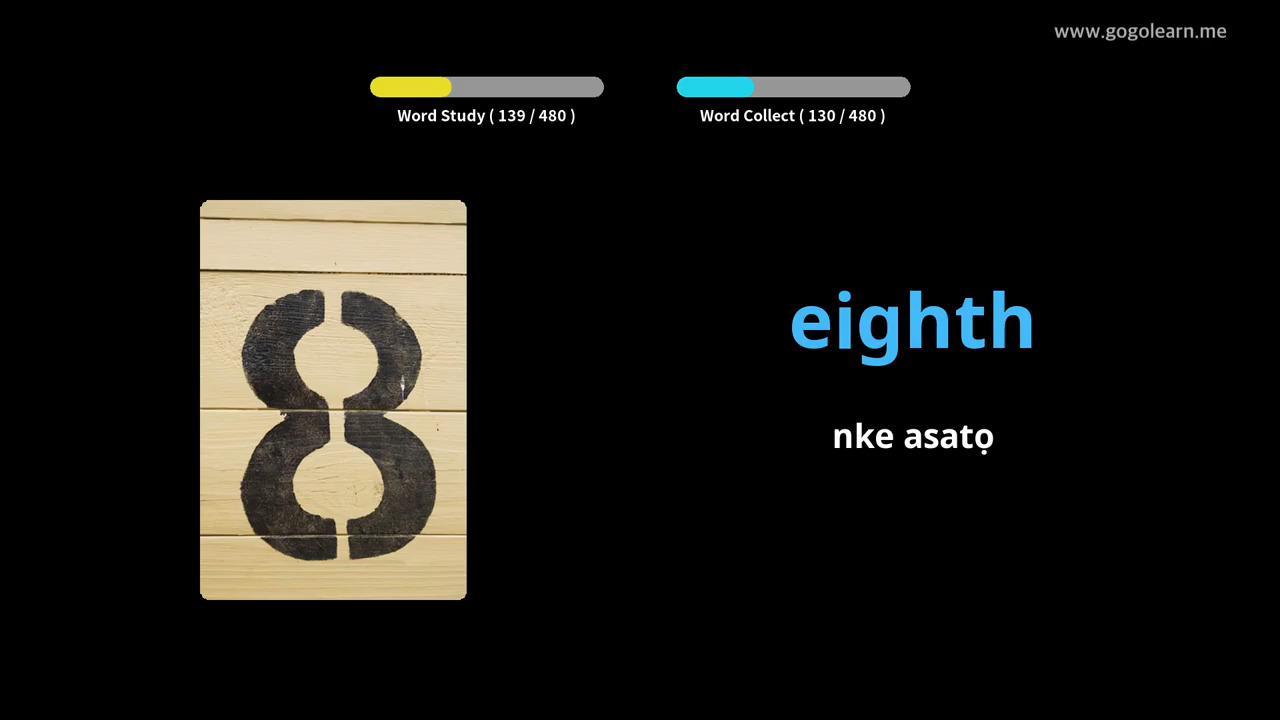 www.gogolearn.me
Word Study ( 139 / 480 )
Word Collect ( 130 / 480 )
8
eighth
nke asatọ